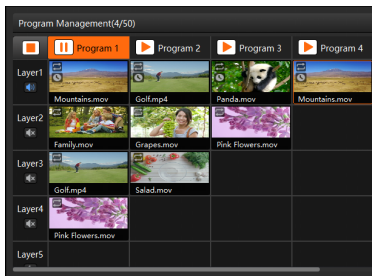 Program Management(4/50)
Program 1 Program 2 Program 3 Program 4
Layer1
Mountains.mov Golf.mp4 Panda.mov Mountains.mov
Layer2
Family.mov Grapes.mov Pink Flowers.mov
Layer3
Golf.mp4 Salad.mov
Layer4
Pink Flowers.mov
Layer5